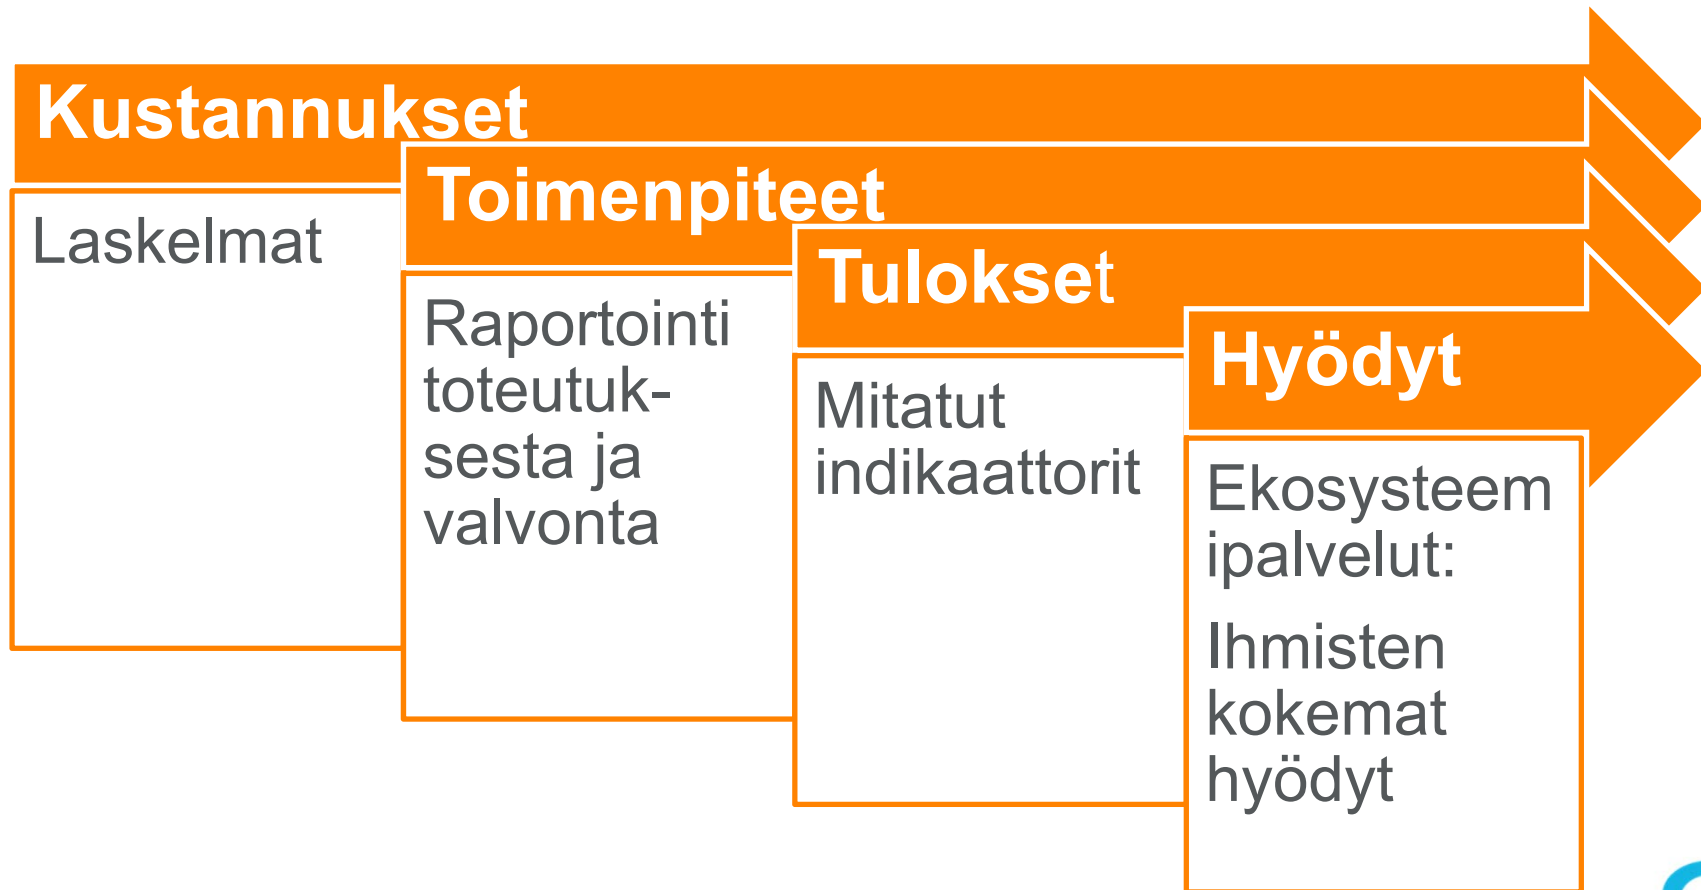 Kustannukset
Laskelmat
Toimenpiteet
Raportointi
toteutuk-
sesta ja
valvonta
Tulokset
Mitatut
indikaattorit
Hyödyt
Ekosysteem
ipalvelut:
Ihmisten
kokemat
hyödyt